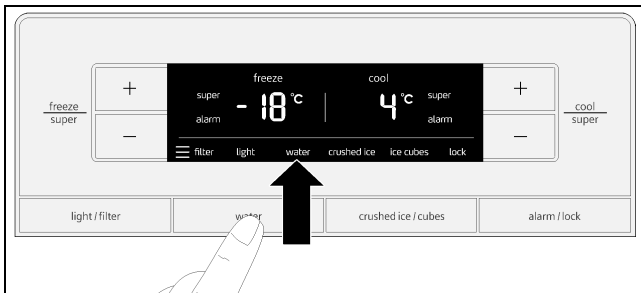 freeze cool
super -18 °C 4 °C super
alarm alarm
filter light water crushed ice ice cubes lock
freeze
super
+
−
+
−
cool
super
light / filter water crushed ice / cubes alarm / lock